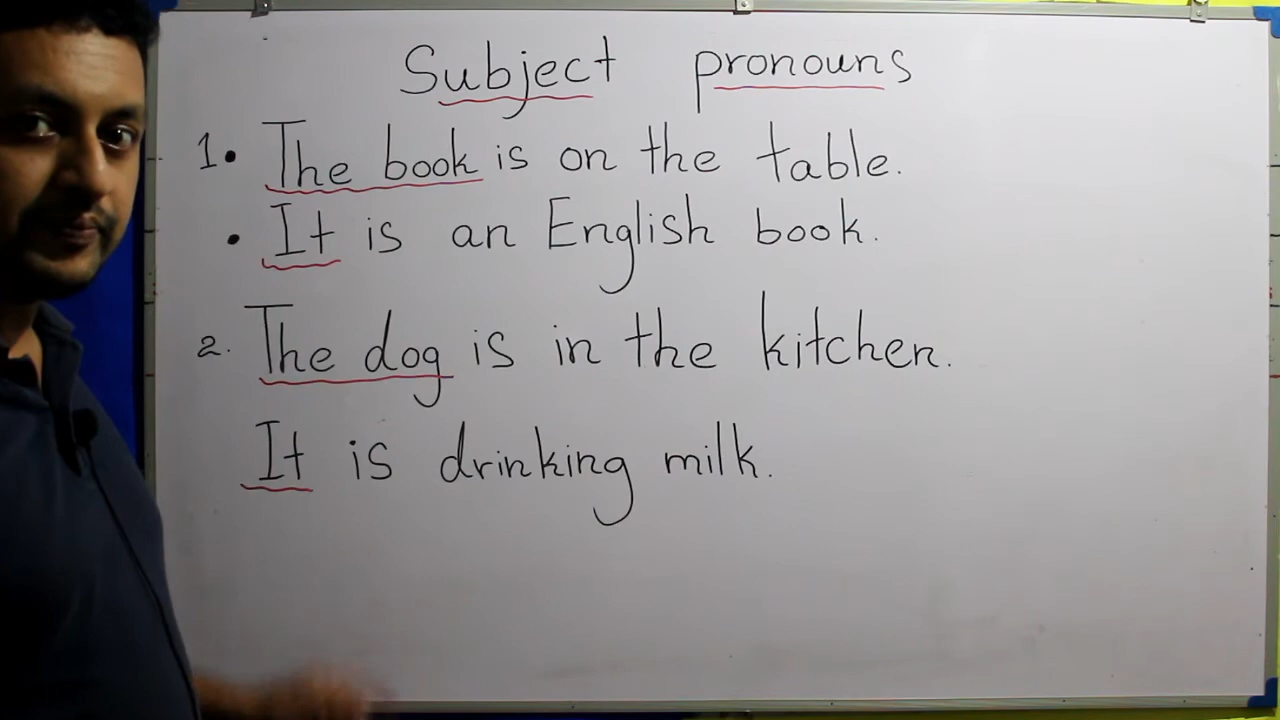 Subject pronouns
1. The book is on the table.
• It is an English book.
2. The dog is in the kitchen.
It is drinking milk.